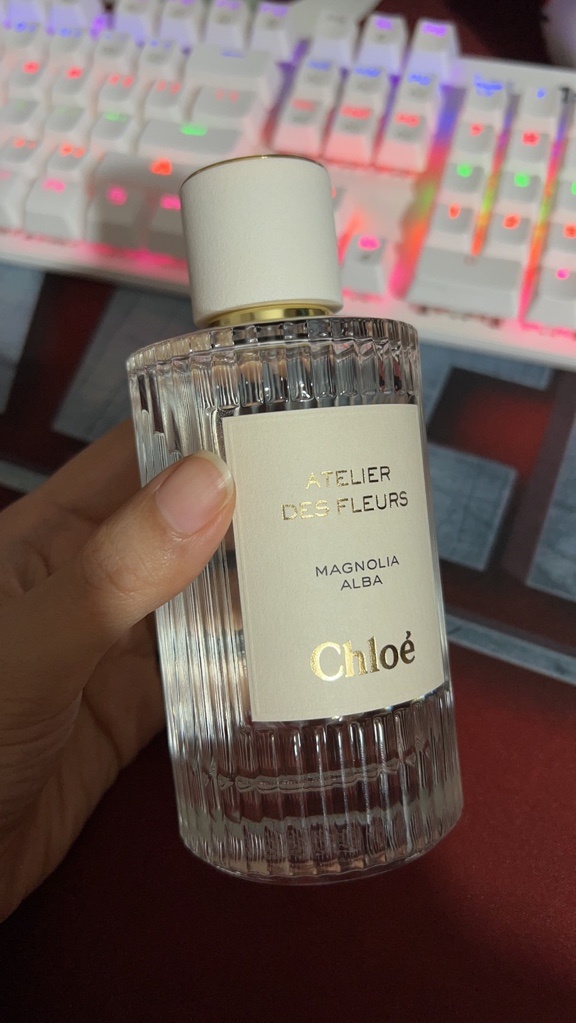 ATELIER
DES FLEURS
MAGNOLIA
ALBA
Chloé